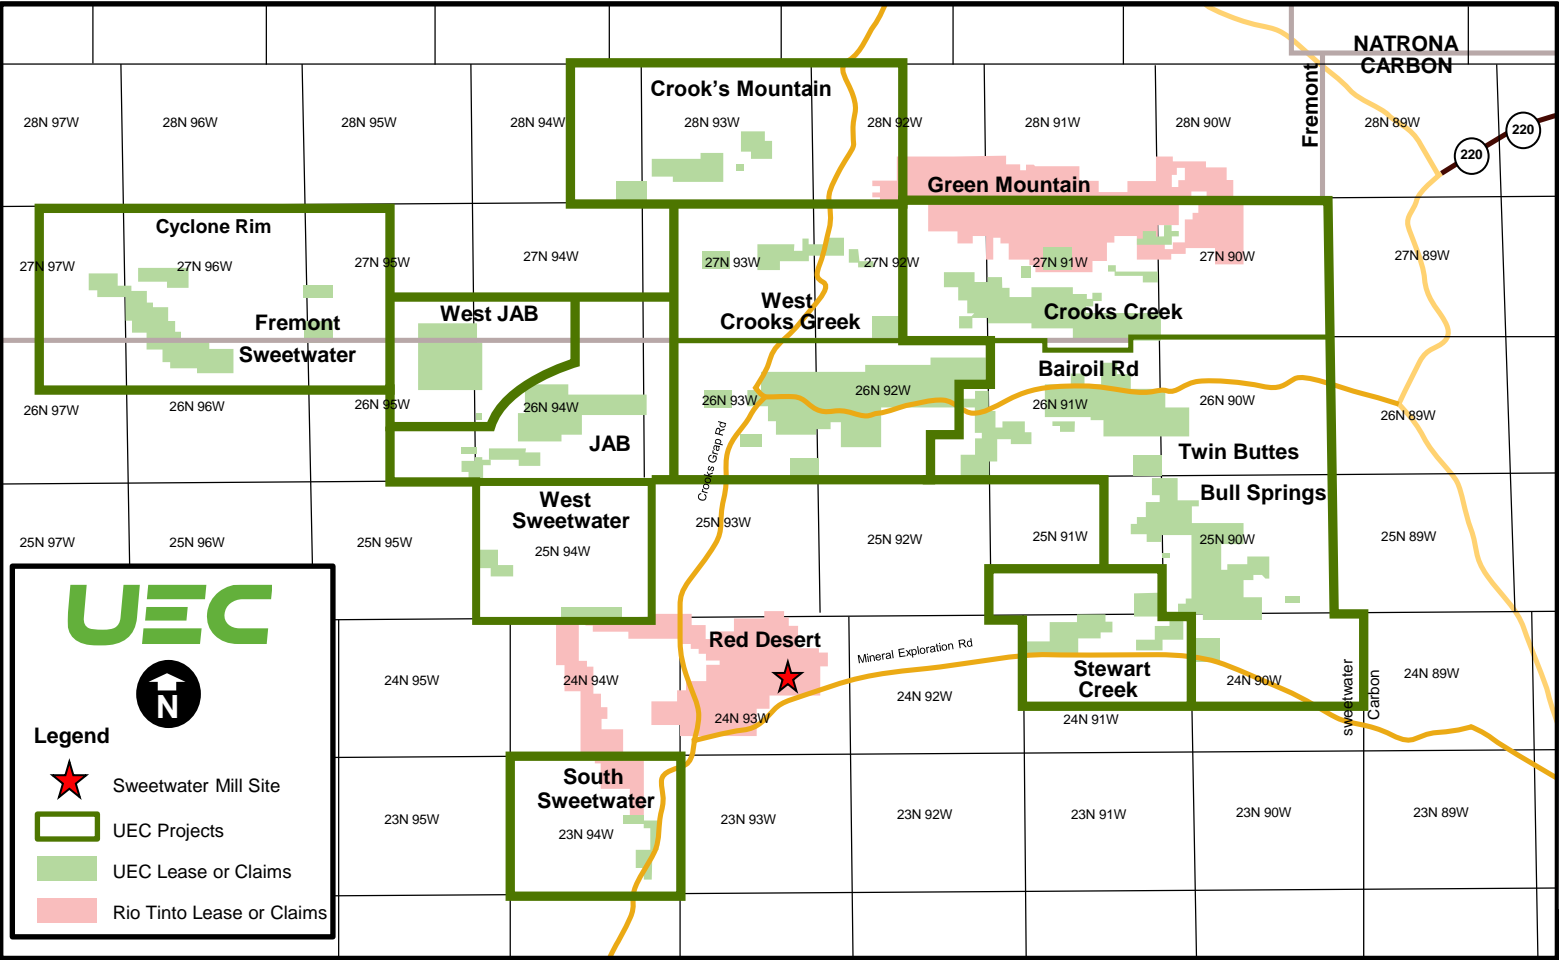 NATRONA
CARBON
Fremont
Crook's Mountain
28N 97W
28N 96W
28N 95W
28N 94W
28N 93W
28N 92W
28N 91W
28N 90W
28N 89W
220
220
Green Mountain
Cyclone Rim
27N 97W
27N 96W
27N 95W
27N 94W
27N 93W
27N 92W
27N 91W
27N 90W
27N 89W
West JAB
West
Crooks Greek
Crooks Creek
Fremont
Sweetwater
Bairoil Rd
26N 97W
26N 96W
26N 95W
26N 94W
26N 93W
26N 92W
26N 91W
26N 90W
26N 89W
JAB
Crooks Grap Rd
Twin Buttes
Bull Springs
West
Sweetwater
25N 97W
25N 96W
25N 95W
25N 94W
25N 93W
25N 92W
25N 91W
25N 90W
25N 89W
Red Desert
Mineral Exploration Rd
Stewart
Creek
sweetwater
Carbon
24N 95W
24N 94W
24N 93W
24N 92W
24N 91W
24N 90W
24N 89W
South
Sweetwater
23N 95W
23N 94W
23N 93W
23N 92W
23N 91W
23N 90W
23N 89W
UEC
N
Legend
Sweetwater Mill Site
UEC Projects
UEC Lease or Claims
Rio Tinto Lease or Claims